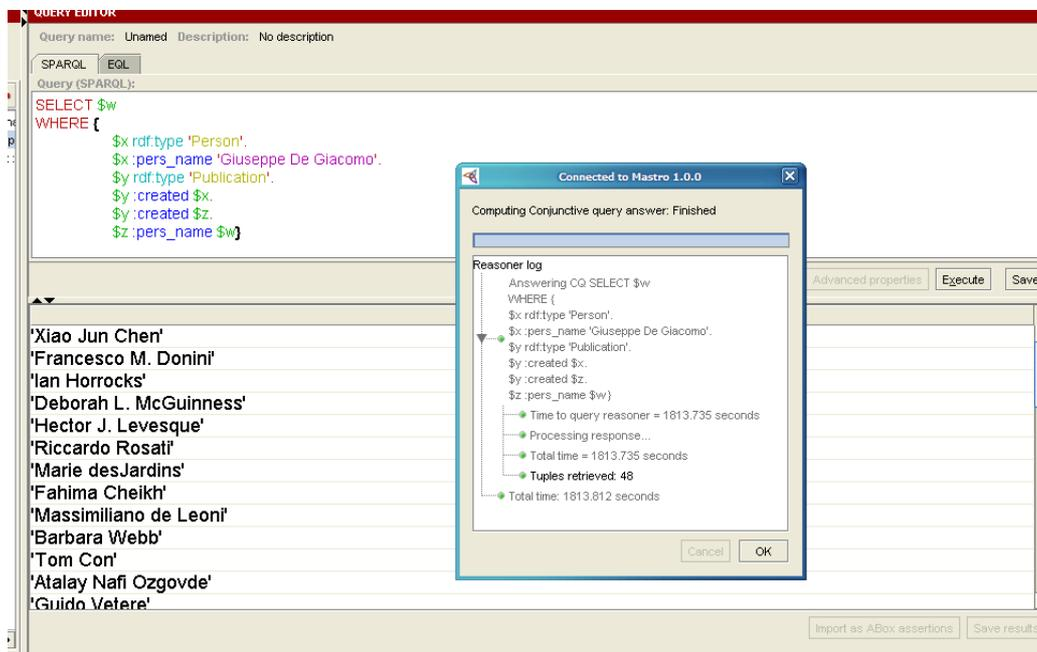 QUERY EDITOR
Query name: Unamed Description: No description
SPARQL EQL
Query (SPARQL):
SELECT $w
WHERE {
$x rdf:type 'Person'.
$x :pers_name 'Giuseppe De Giacomo'.
$y rdf:type 'Publication'.
$y :created $x.
$y :created $z.
$z :pers_name $w}
Advanced properties Execute Save
'Xiao Jun Chen'
'Francesco M. Donini'
'Ian Horrocks'
'Deborah L. McGuinness'
'Hector J. Levesque'
'Riccardo Rosati'
'Marie desJardins'
'Fahima Cheikh'
'Massimiliano de Leoni'
'Barbara Webb'
'Tom Con'
'Atalay Nafi Ozgovde'
'Guido Vetere'
Import as ABox assertions Save results
Connected to Mastro 1.0.0
Computing Conjunctive query answer: Finished
Reasoner log
Answering CQ SELECT $w
WHERE {
$x rdf:type 'Person'.
$x :pers_name 'Giuseppe De Giacomo'.
$y rdf:type 'Publication'.
$y :created $x.
$y :created $z.
$z :pers_name $w}
Time to query reasoner = 1813.735 seconds
Processing response...
Total time = 1813.735 seconds
Tuples retrieved: 48
Total time: 1813.812 seconds
Cancel OK